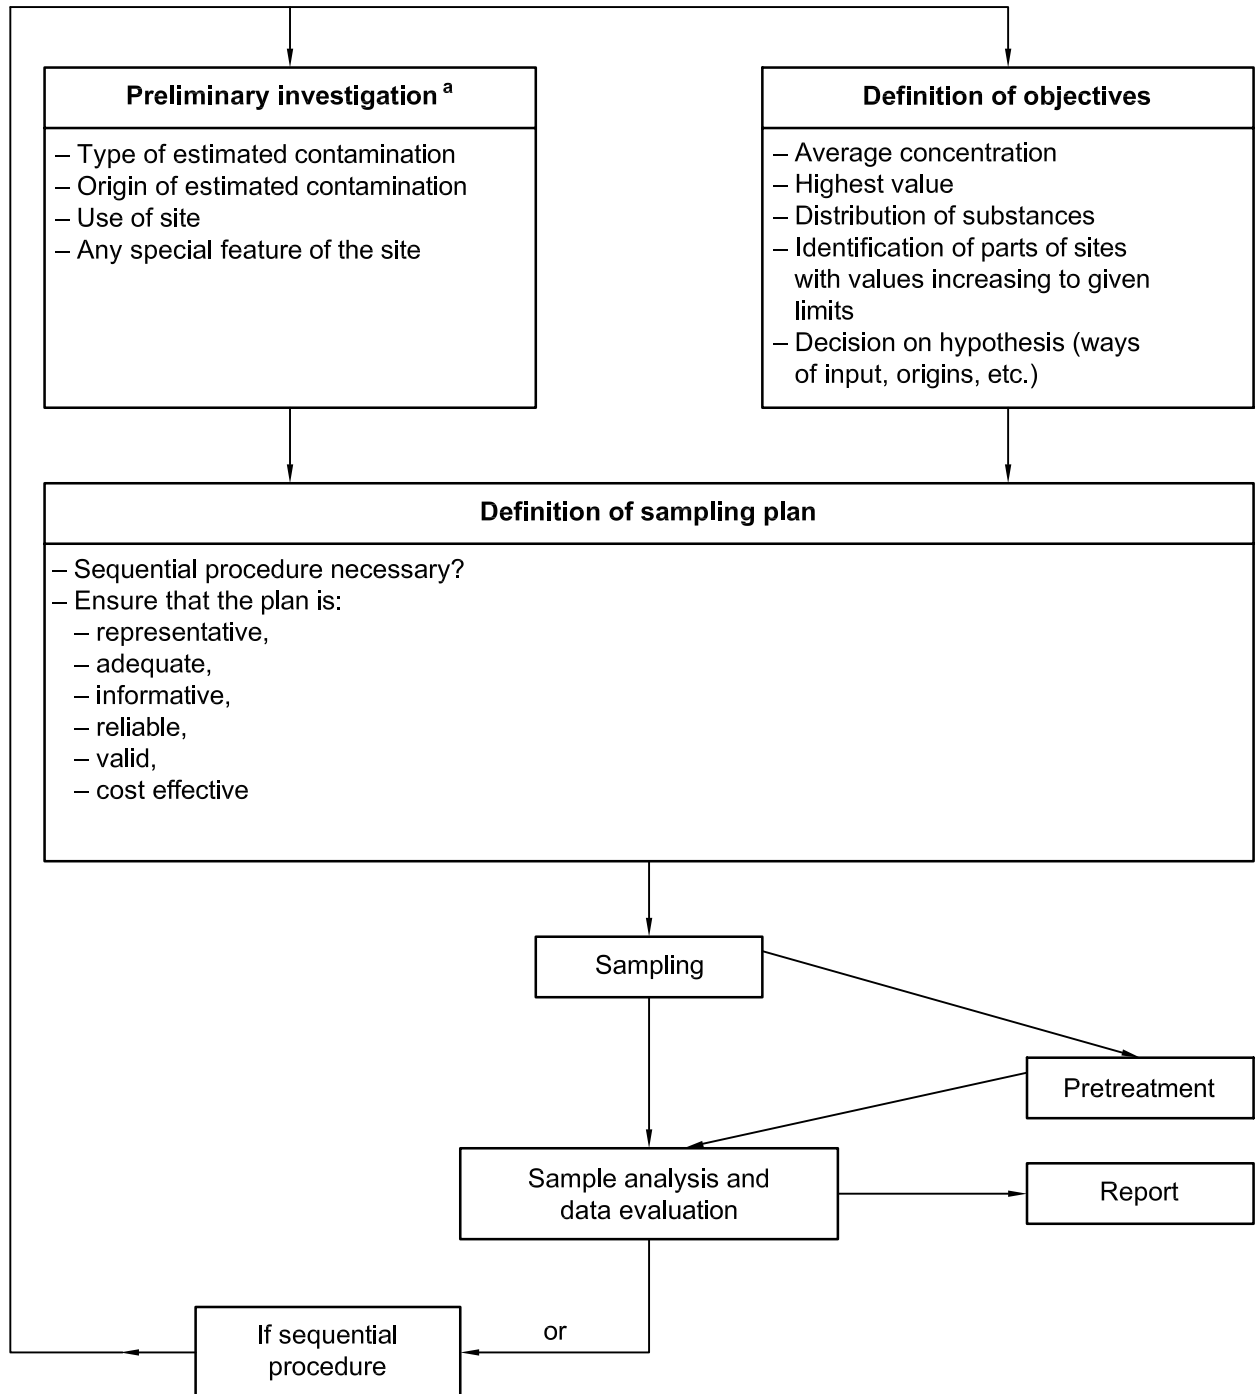 Preliminary investigation a
– Type of estimated contamination
– Origin of estimated contamination
– Use of site
– Any special feature of the site
Definition of objectives
– Average concentration
– Highest value
– Distribution of substances
– Identification of parts of sites
with values increasing to given
limits
– Decision on hypothesis (ways
of input, origins, etc.)
Definition of sampling plan
– Sequential procedure necessary?
– Ensure that the plan is:
– representative,
– adequate,
– informative,
– reliable,
– valid,
– cost effective
Sampling
Pretreatment
Sample analysis and
data evaluation
Report
If sequential
procedure
or